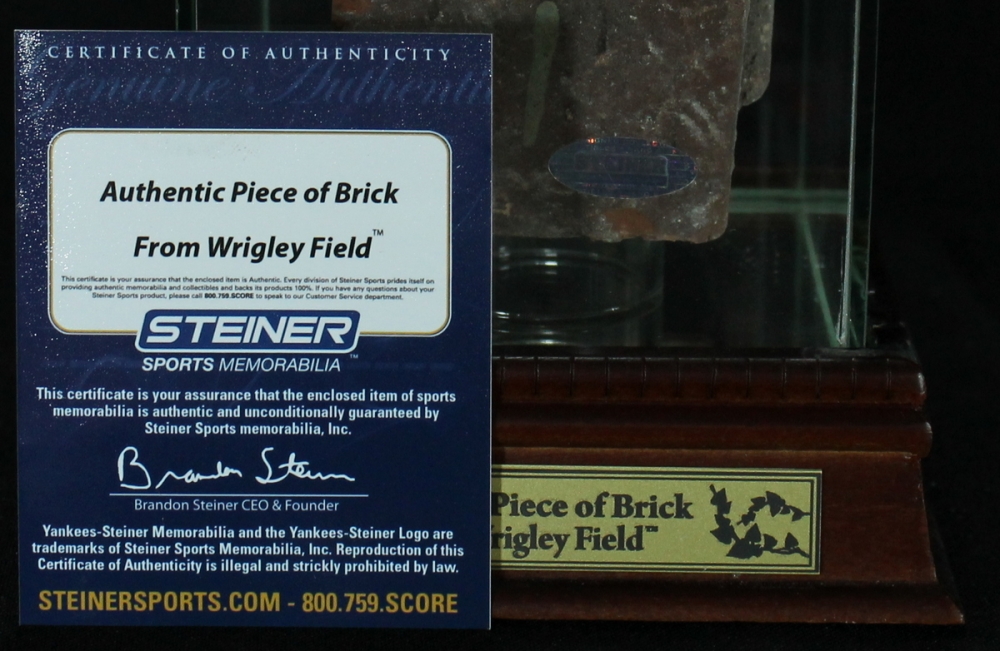 CERTIFICATE OF AUTHENTICITY
Genuine Authentic
Authentic Piece of Brick
From Wrigley Field™
This certificate is your assurance that the enclosed item is Authentic. Every division of Steiner Sports prides itself on
providing authentic memorabilia and collectibles and backs its products 100%. If you have any questions about your
Steiner Sports product, please call 800.759.SCORE to speak to our Customer Service department.
STEINER
SPORTS MEMORABILIA™
This certificate is your assurance that the enclosed item of sports
memorabilia is authentic and unconditionally guaranteed by
Steiner Sports memorabilia, Inc.
Brandon Steiner CEO & Founder
Yankees-Steiner Memorabilia and the Yankees-Steiner Logo are
trademarks of Steiner Sports Memorabilia, Inc. Reproduction of this
Certificate of Authenticity is illegal and strictly prohibited by law.
STEINERSPORTS.COM - 800.759.SCORE
Piece of Brick
rigley Field™